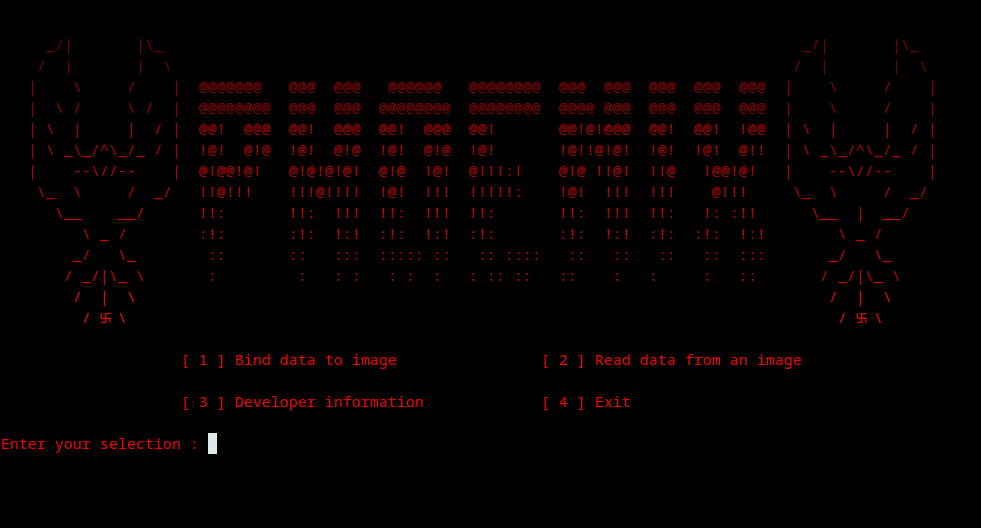 PHOENIX
[ 1 ] Bind data to image [ 2 ] Read data from an image
[ 3 ] Developer information [ 4 ] Exit
Enter your selection :